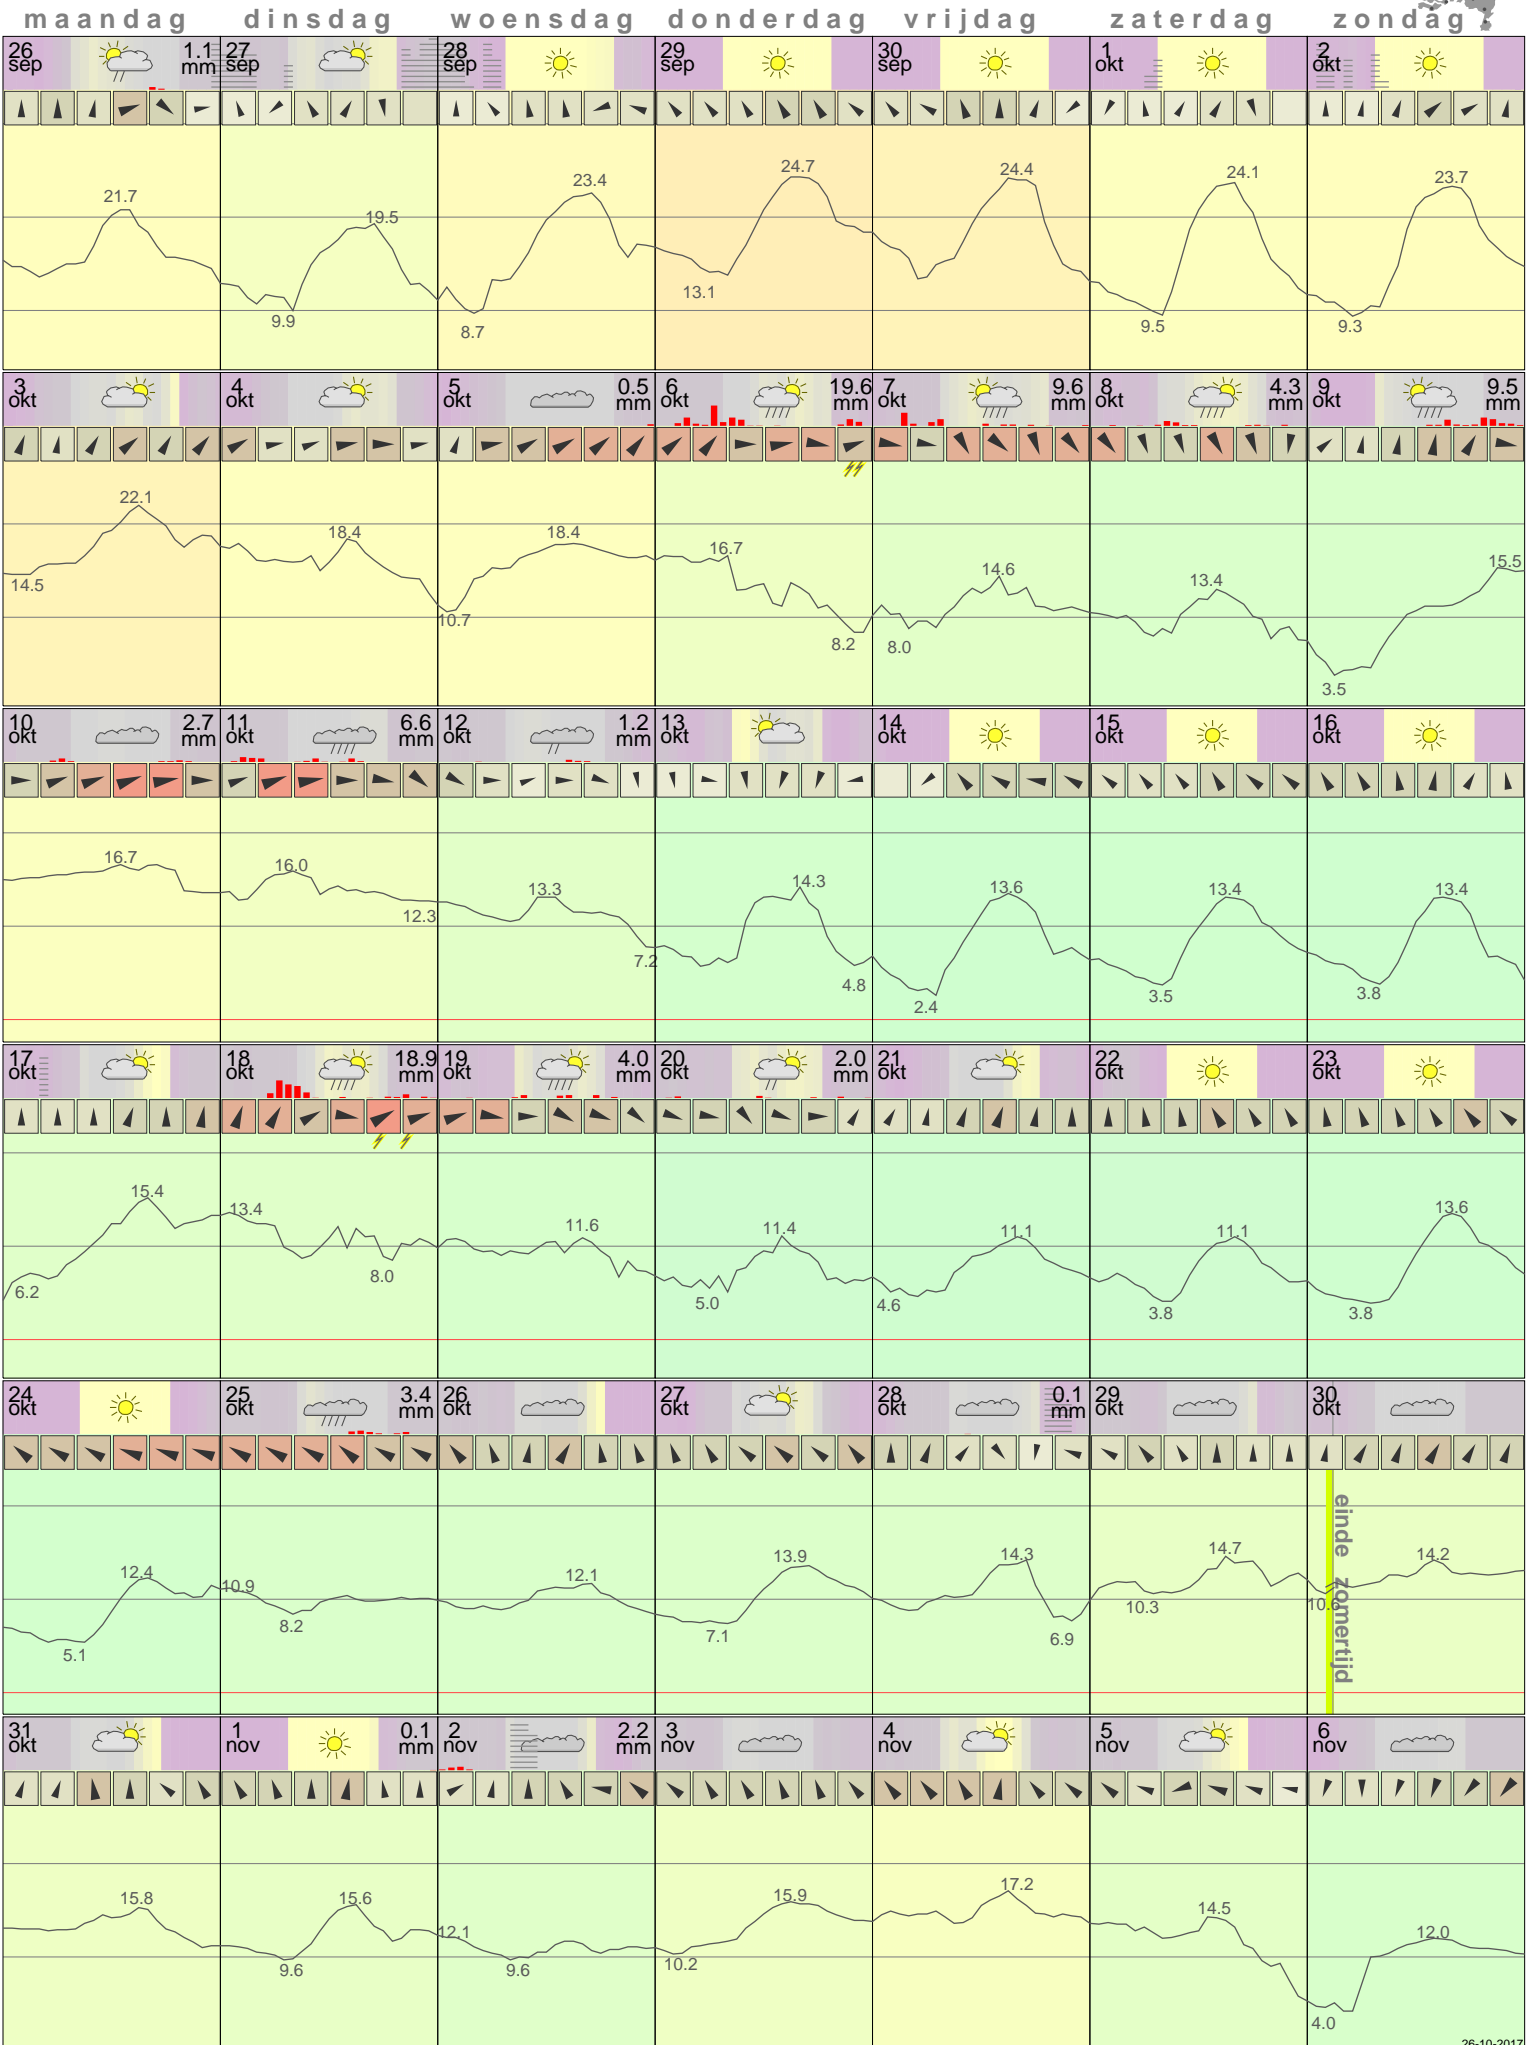 maandag dinsdag woensdag donderdag vrijdag zaterdag zondag
26 sep 1.1 mm 27 sep 28 sep 29 sep 30 sep 1 okt 2 okt
21.7 9.9 19.5 8.7 23.4 13.1 24.7 24.4 9.5 24.1 9.3 23.7
3 okt 4 okt 5 okt 0.5 mm 6 okt 19.6 mm 7 okt 9.6 mm 8 okt 4.3 mm 9 okt 9.5 mm
14.5 22.1 18.4 10.7 18.4 16.7 8.2 8.0 14.6 13.4 3.5 15.5
10 okt 2.7 mm 11 okt 6.6 mm 12 okt 1.2 mm 13 okt 14 okt 15 okt 16 okt
16.7 16.0 12.3 13.3 7.2 14.3 4.8 2.4 13.6 3.5 13.4 3.8 13.4
17 okt 18 okt 18.9 mm 19 okt 4.0 mm 20 okt 2.0 mm 21 okt 22 okt 23 okt
6.2 15.4 13.4 8.0 11.6 5.0 11.4 4.6 11.1 3.8 11.1 3.8 13.6
24 okt 25 okt 3.4 mm 26 okt 27 okt 28 okt 0.1 mm 29 okt 30 okt
5.1 12.4 10.9 8.2 12.1 7.1 13.9 14.3 6.9 10.3 14.7 10.6 14.2
einde zomertijd
31 okt 1 nov 0.1 mm 2 nov 2.2 mm 3 nov 4 nov 5 nov 6 nov
15.8 9.6 15.6 12.1 9.6 10.2 15.9 17.2 14.5 4.0 12.0
26-10-2017